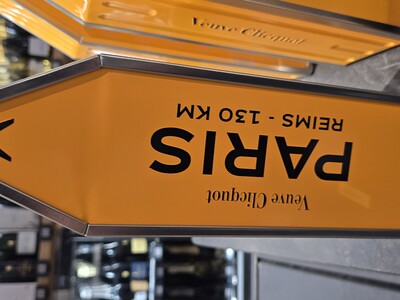 Veuve Clicquot
Veuve Clicquot
PARIS
REIMS - 130 KM